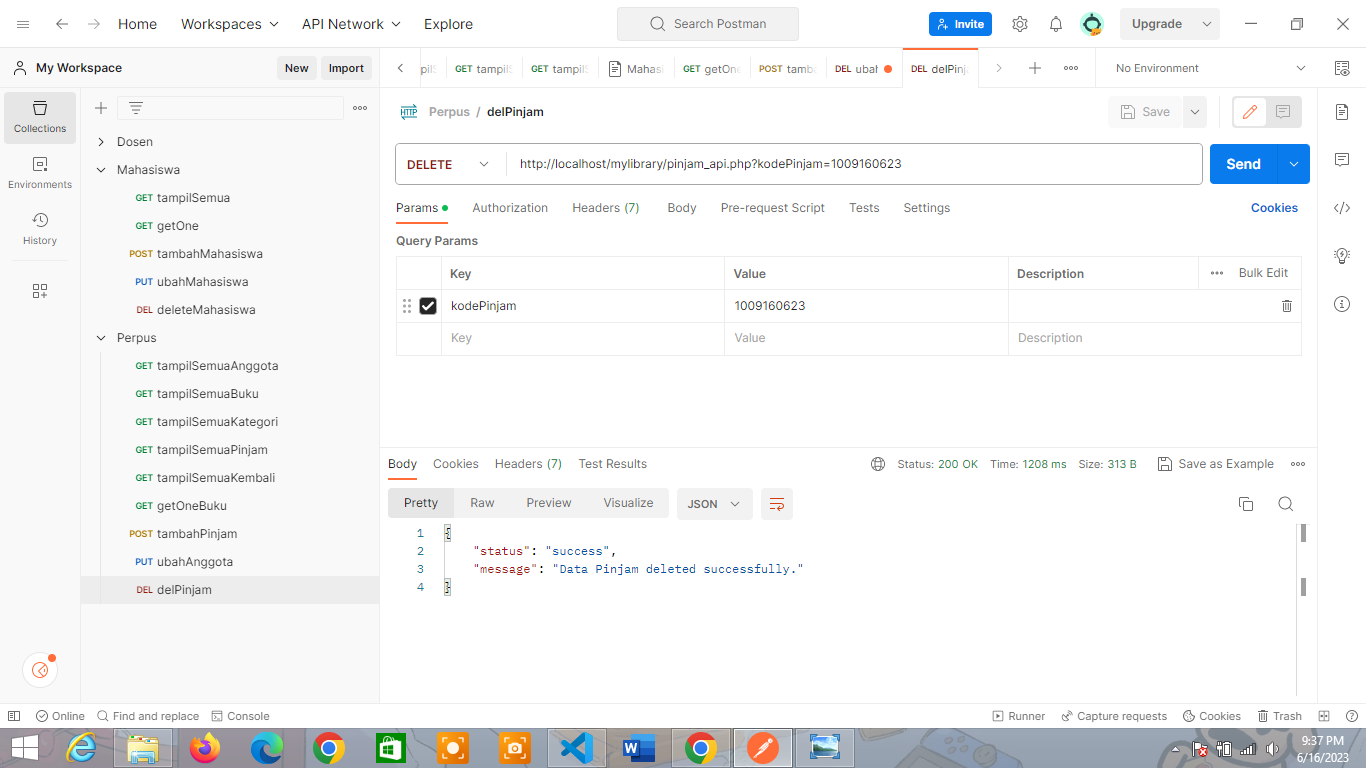 Home Workspaces API Network Explore Search Postman Invite Upgrade
My Workspace New Import GET tampil GET tampil Mahas GET getOne POST tamb DEL ubah DEL delPinj No Environment
Collections
Environments
History
Dosen
Mahasiswa
GET tampilSemua
GET getOne
POST tambahMahasiswa
PUT ubahMahasiswa
DEL deleteMahasiswa
Perpus
GET tampilSemuaAnggota
GET tampilSemuaBuku
GET tampilSemuaKategori
GET tampilSemuaPinjam
GET tampilSemuaKembali
GET getOneBuku
POST tambahPinjam
PUT ubahAnggota
DEL delPinjam
HTTP Perpus / delPinjam Save
DELETE http://localhost/mylibrary/pinjam_api.php?kodePinjam=1009160623 Send
Params Authorization Headers (7) Body Pre-request Script Tests Settings Cookies
Query Params
Key Value Description Bulk Edit
kodePinjam 1009160623
Key Value Description
Body Cookies Headers (7) Test Results Status: 200 OK Time: 1208 ms Size: 313 B Save as Example
Pretty Raw Preview Visualize JSON
1 {
2 "status": "success",
3 "message": "Data Pinjam deleted successfully."
4 }
Online Find and replace Console Runner Capture requests Cookies Trash
9:37 PM
6/16/2023